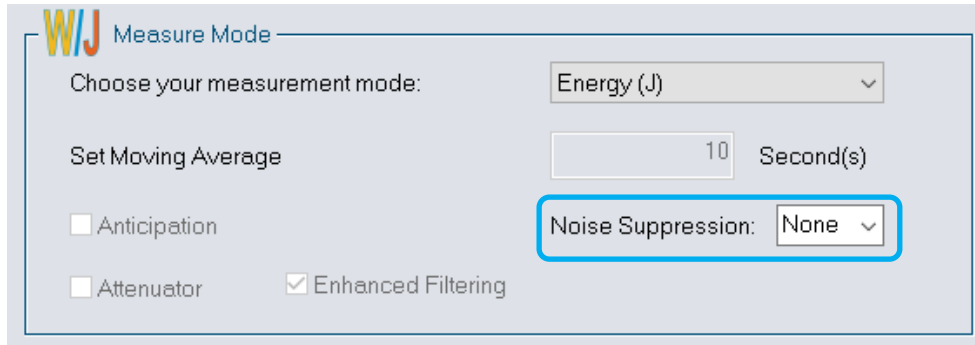 W/J Measure Mode
Choose your measurement mode: Energy (J)
Set Moving Average 10 Second(s)
Anticipation Noise Suppression: None
Attenuator Enhanced Filtering